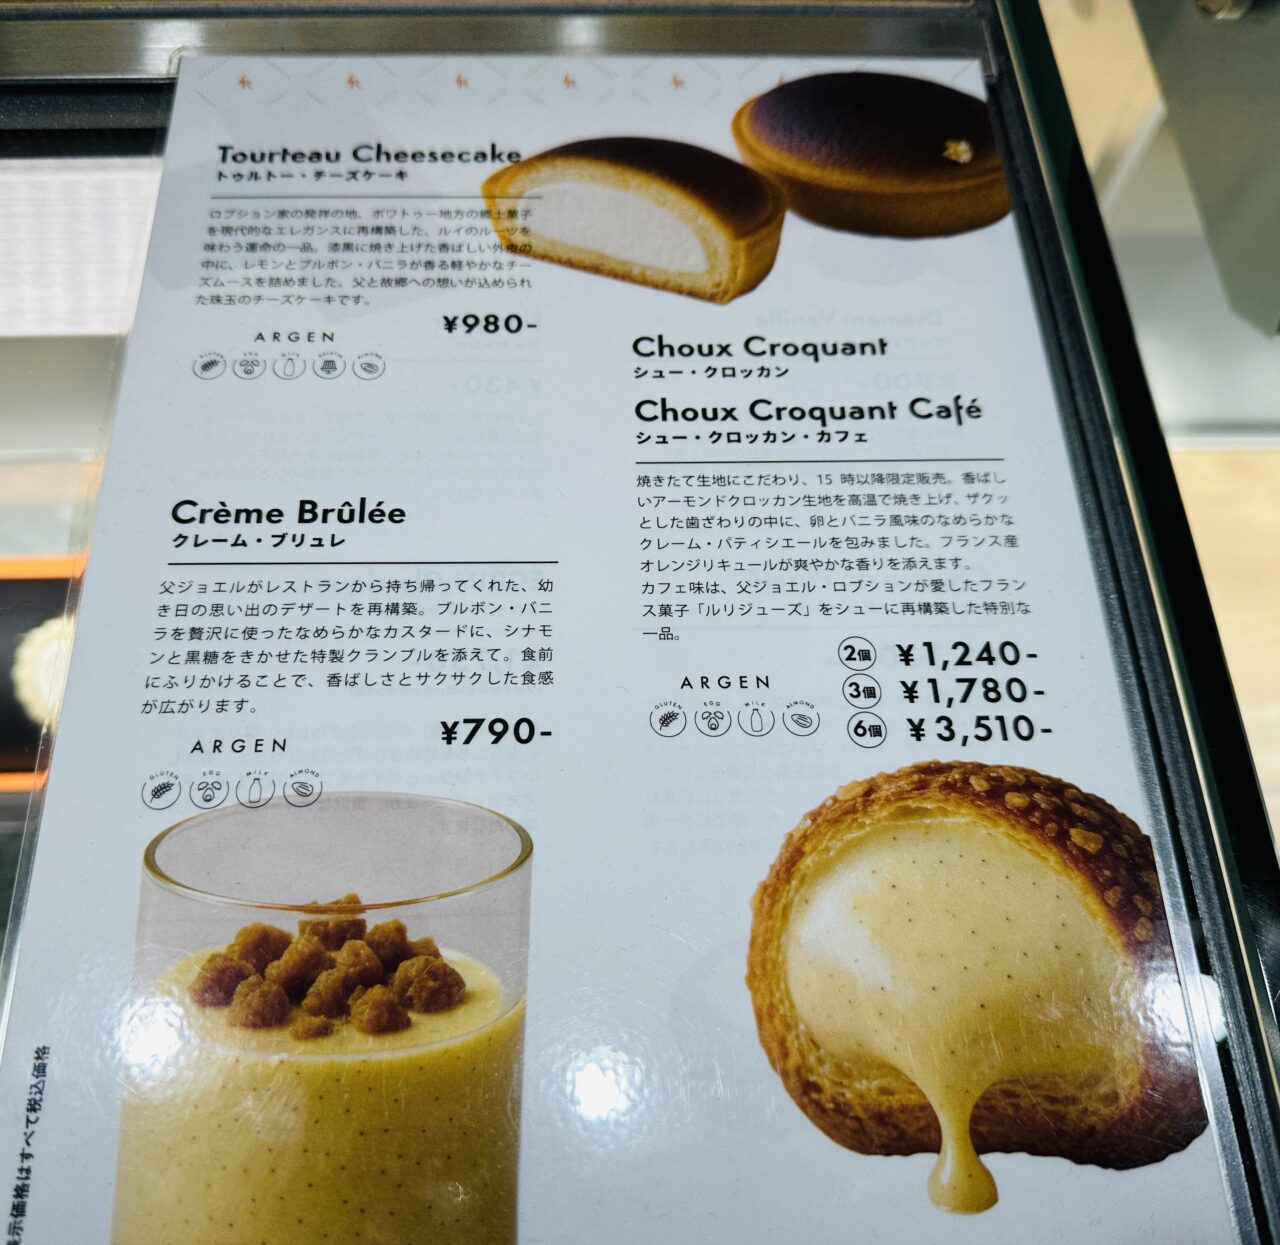 Tourteau Cheesecake
トゥルトー・チーズケーキ
ロブション家の発祥の地、ポワトゥー地方の郷土菓子
を現代的なエレガンスに再構築した、ルイのルーツを
味わう運命の一品。漆黒に焼き上げた香ばしい外皮の
中に、レモンとブルボン・バニラが香る軽やかなチー
ズムースを詰めました。父と故郷への想いが込められ
た珠玉のチーズケーキです。
¥980-
ARGEN
GLUTEN EGG MILK GELATIN ALMOND
Crème Brûlée
クレーム・ブリュレ
父ジョエルがレストランから持ち帰ってくれた、幼
き日の思い出のデザートを再構築。ブルボン・バニ
ラを贅沢に使ったなめらかなカスタードに、シナモ
ンと黒糖をきかせた特製クランブルを添えて。食前
にふりかけることで、香ばしさとサクサクした食感
が広がります。
¥790-
ARGEN
GLUTEN EGG MILK ALMOND
Choux Croquant
シュー・クロッカン
Choux Croquant Café
シュー・クロッカン・カフェ
焼きたて生地にこだわり、15 時以降限定販売。香ばし
いアーモンドクロッカン生地を高温で焼き上げ、ザクッ
とした歯ざわりの中に、卵とバニラ風味のなめらかな
クレーム・パティシエールを包みました。フランス産
オレンジリキュールが爽やかな香りを添えます。
カフェ味は、父ジョエル・ロブションが愛したフラン
ス菓子「ルリジューズ」をシューに再構築した特別な
一品。
2個 ¥1,240-
3個 ¥1,780-
6個 ¥3,510-
ARGEN
GLUTEN EGG MILK ALMOND
示価格はすべて税込価格